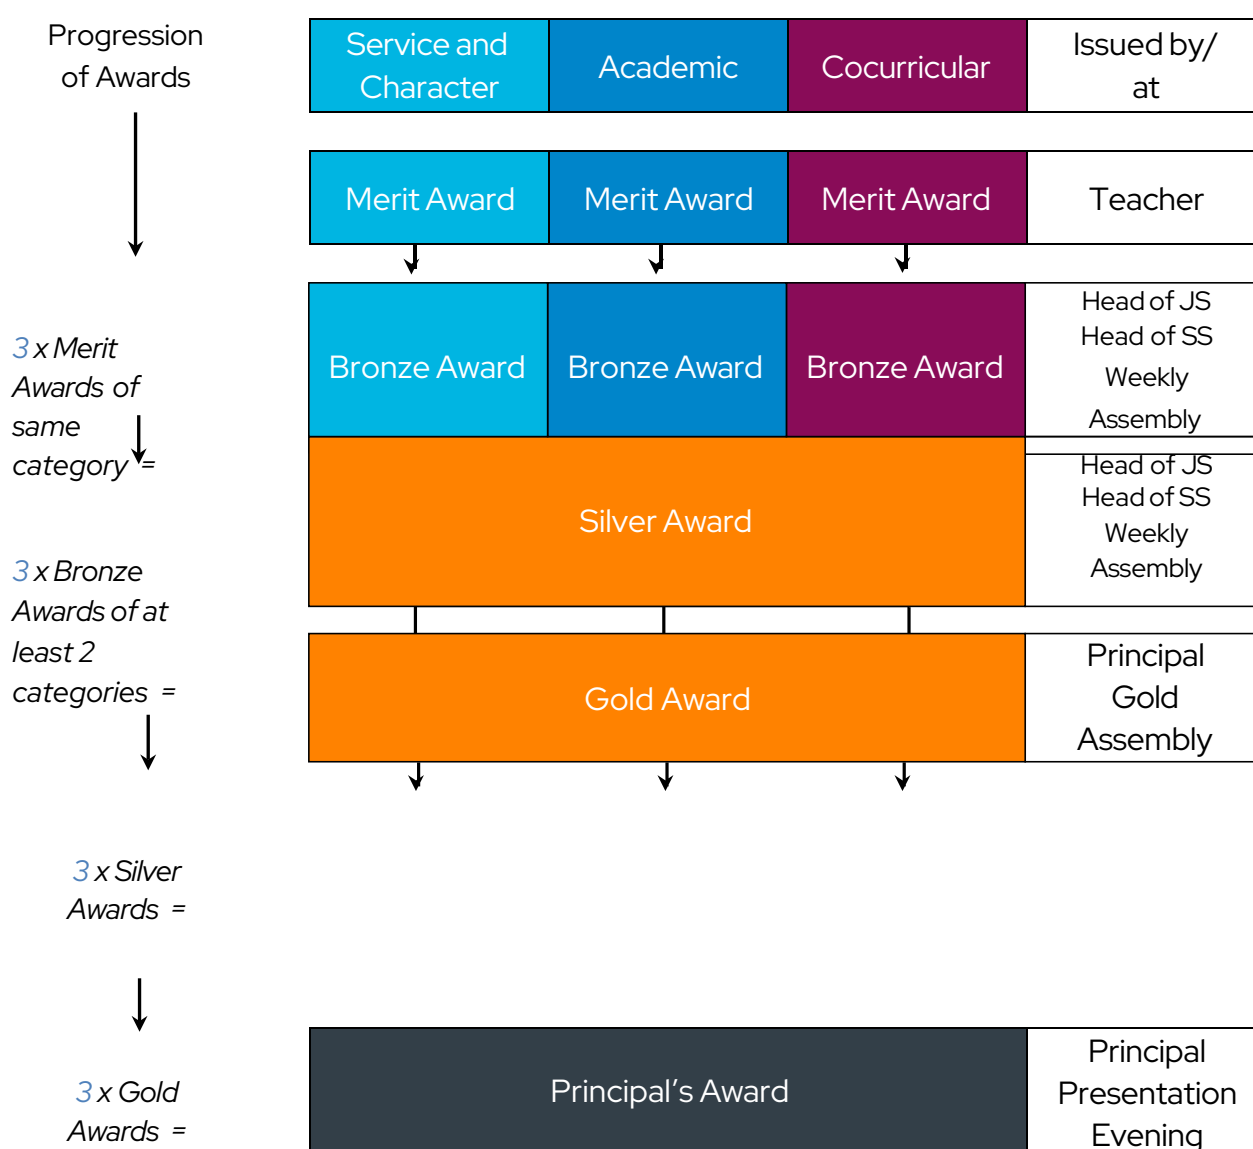 Progression
of Awards
Service and
Character
Academic
Cocurricular
Issued by/
at
Merit Award
Merit Award
Merit Award
Teacher
3 x Merit
Awards of
same
category =
Bronze Award
Bronze Award
Bronze Award
Head of JS
Head of SS
Weekly
Assembly
3 x Bronze
Awards of at
least 2
categories =
Silver Award
Head of JS
Head of SS
Weekly
Assembly
3 x Silver
Awards =
Gold Award
Principal
Gold
Assembly
3 x Gold
Awards =
Principal's Award
Principal
Presentation
Evening